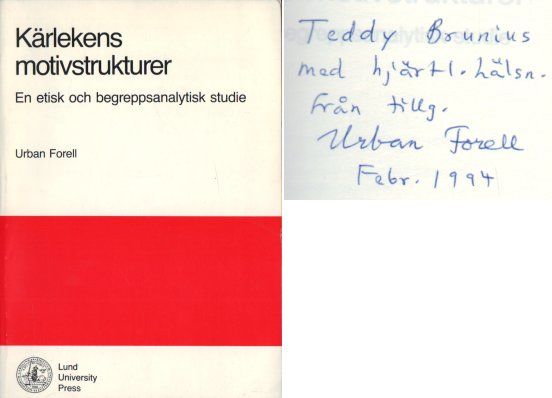 Kärlekens
motivstrukturer
En etisk och begreppsanalytisk studie
Urban Forell
Lund
University
Press
Teddy Brunius
med hjärtl. hälsn.
från tillg.
Urban Forell
Febr. 1994